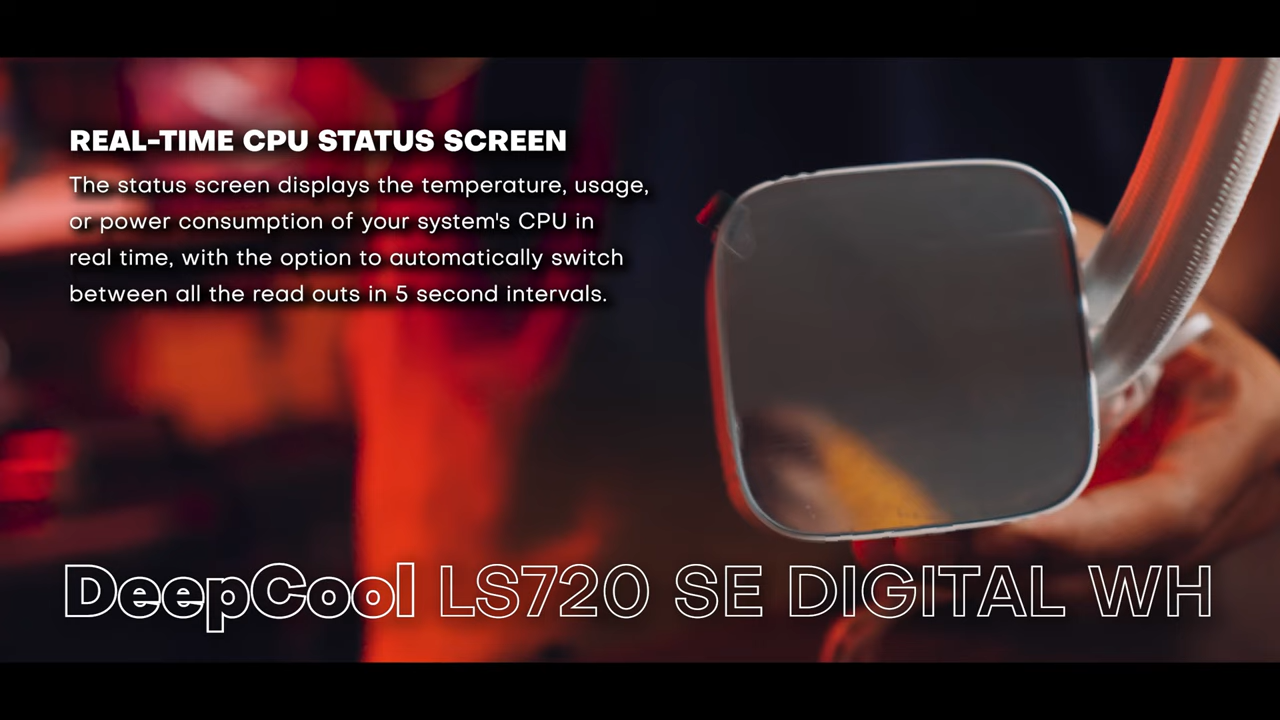 REAL-TIME CPU STATUS SCREEN
The status screen displays the temperature, usage,
or power consumption of your system's CPU in
real time, with the option to automatically switch
between all the read outs in 5 second intervals.
DeepCool LS720 SE DIGITAL WH